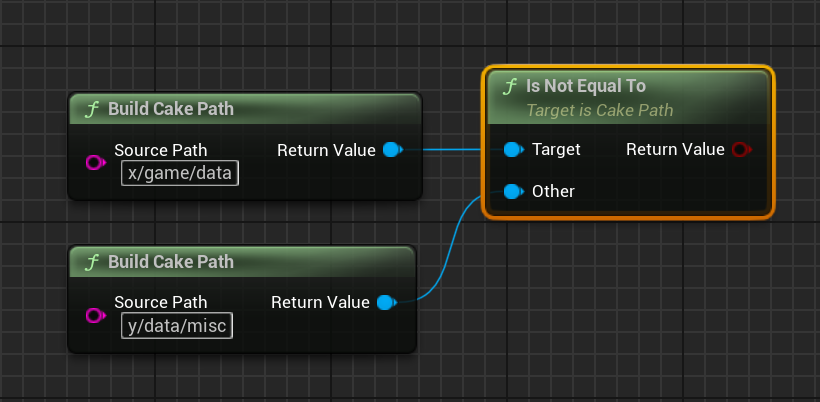 Build Cake Path
Source Path
Return Value
x/game/data
Is Not Equal To
Target is Cake Path
Target
Return Value
Other
Build Cake Path
Source Path
Return Value
y/data/misc